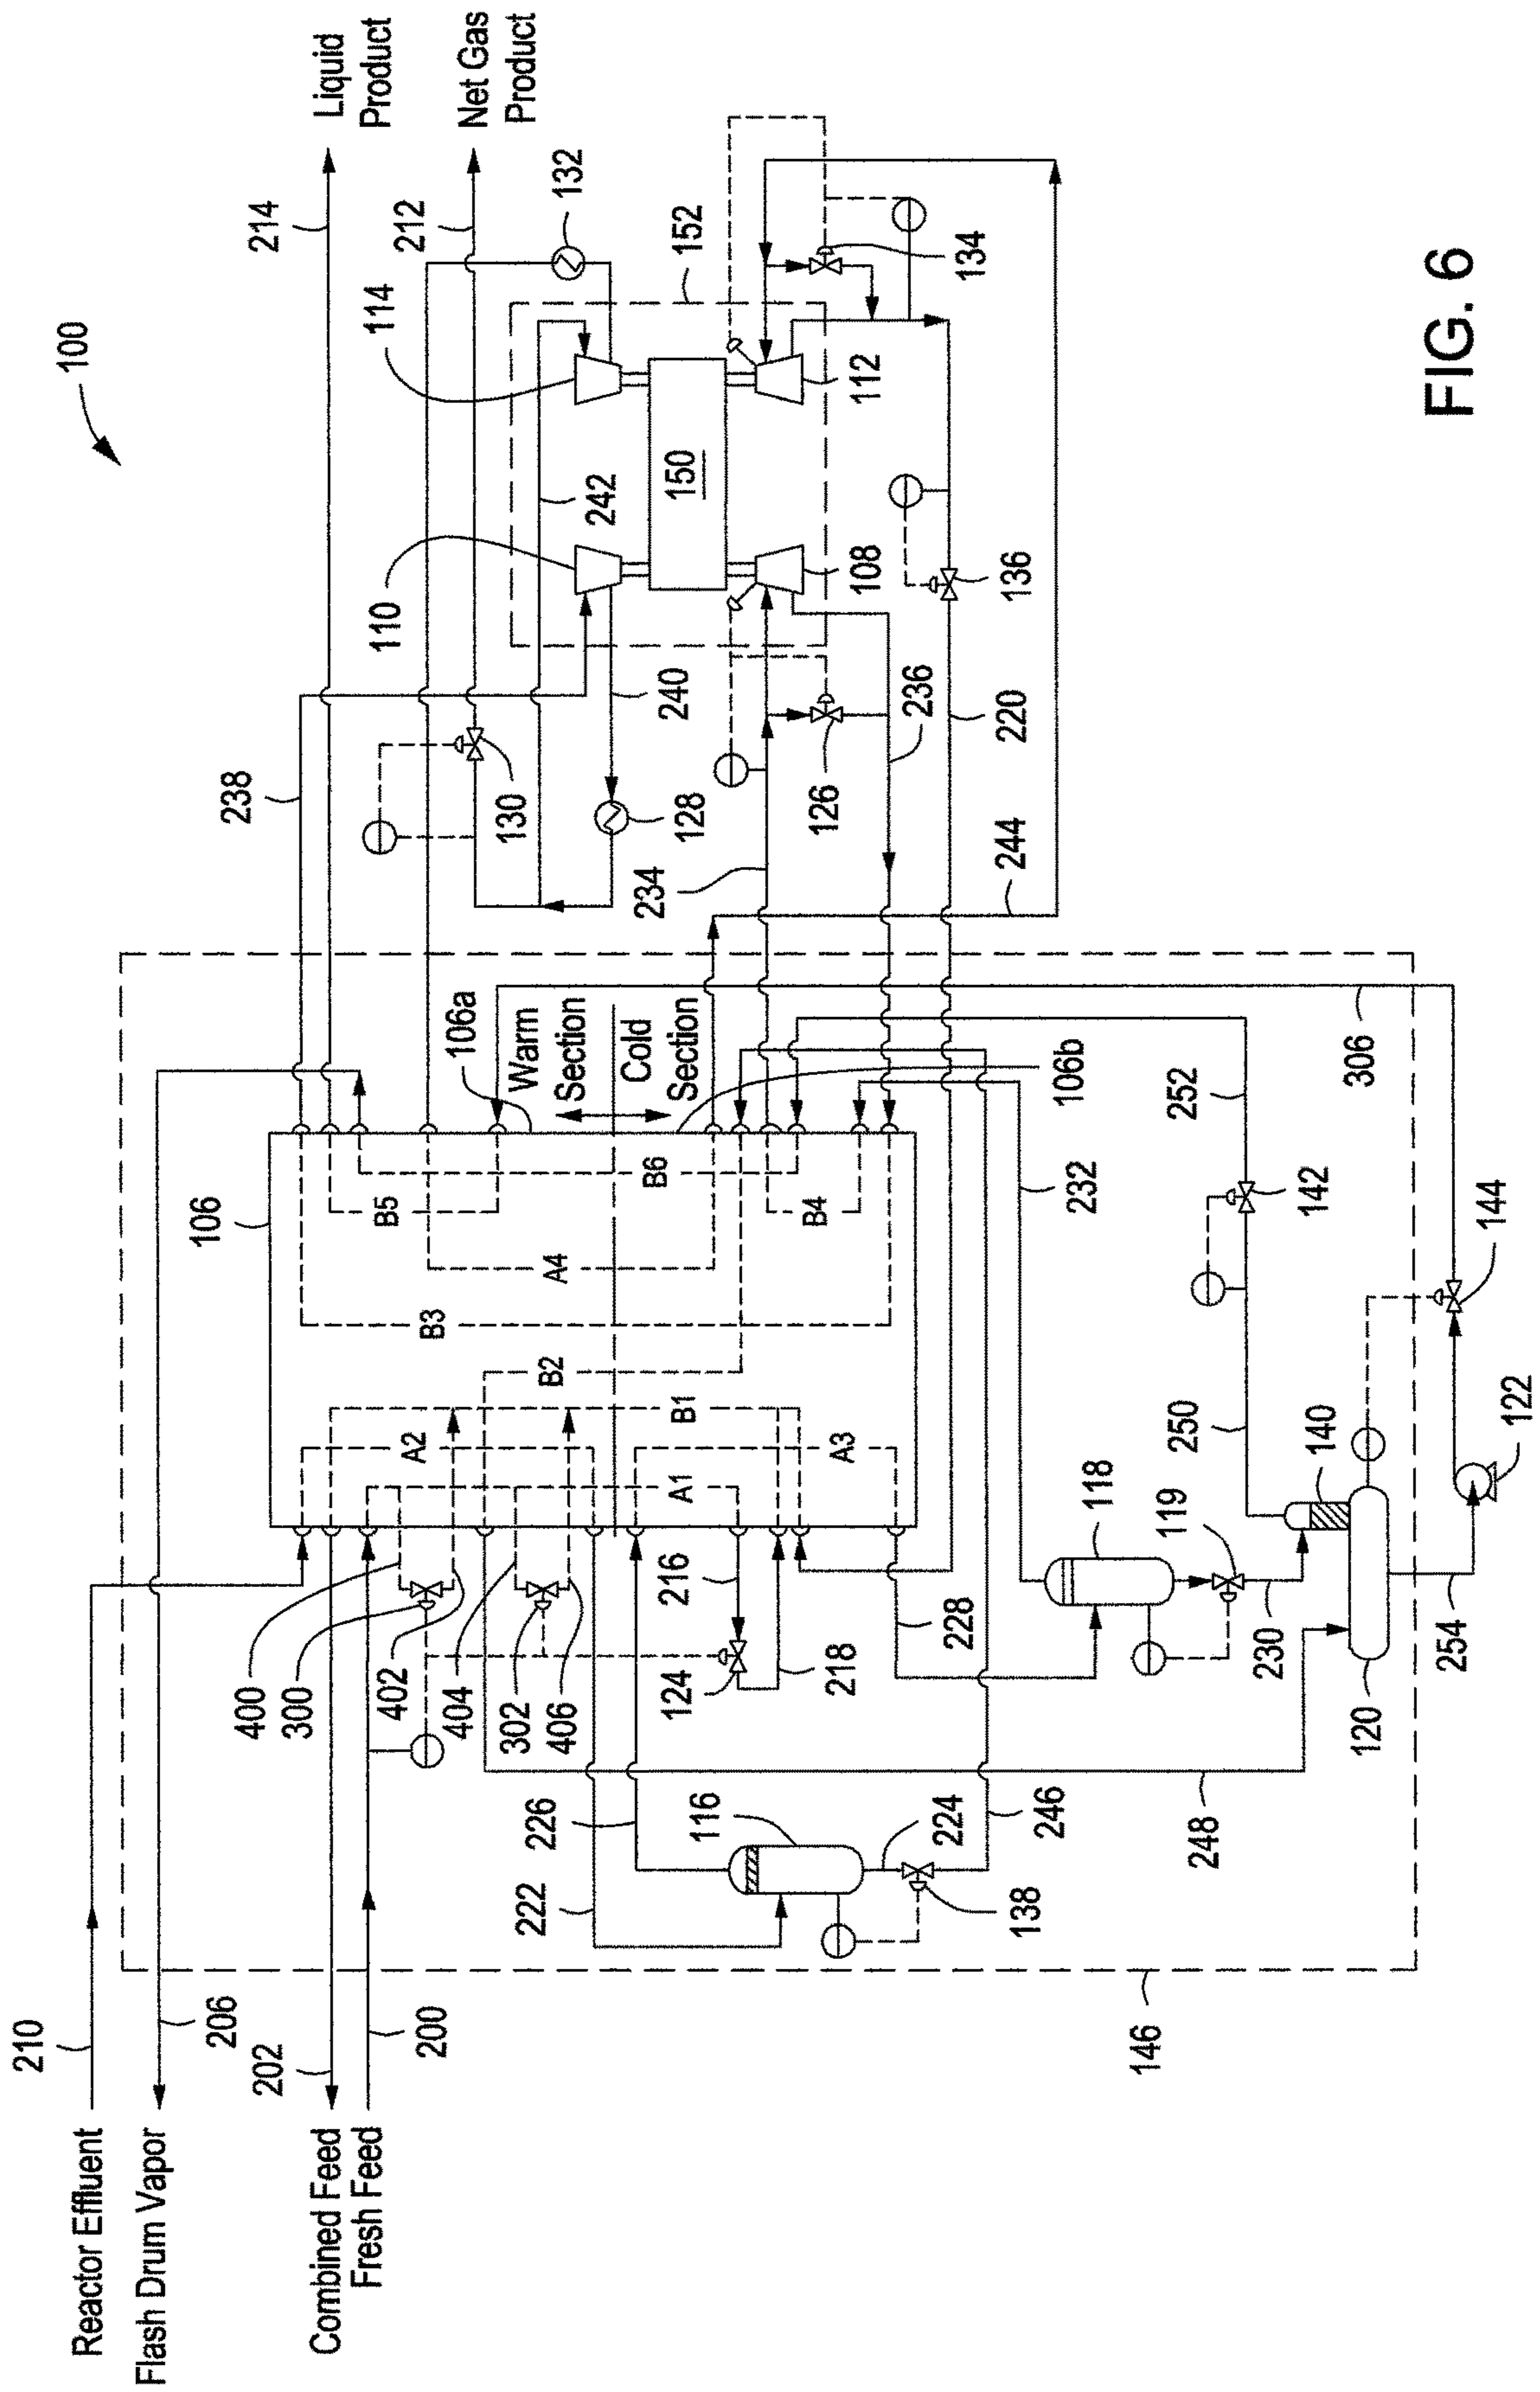 100
Liquid
Product
Net Gas
Product
214
212
132
114
152
134
110
242
150
112
108
136
238
130
240
128
126
236
220
234
244
106a
Warm
Section
Cold
Section
106b
306
106
B5
B6
B4
A4
B3
B2
B1
A2
A3
A1
232
252
142
144
250
140
122
118
119
216
228
218
230
254
120
400
300
402
404
302
406
124
226
222
116
224
138
246
248
146
210
206
202
200
Reactor Effluent
Flash Drum Vapor
Combined Feed
Fresh Feed
FIG. 6